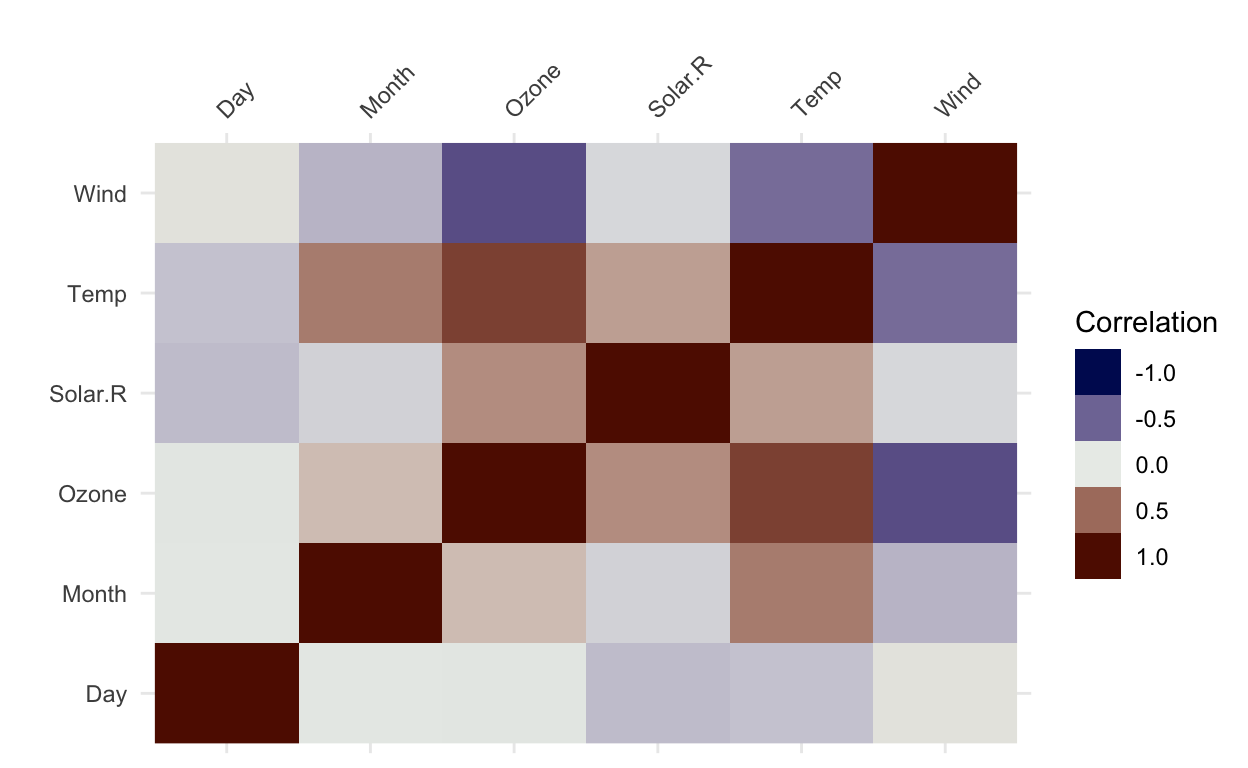 Day Month Ozone Solar.R Temp Wind
Wind
Temp
Solar.R
Ozone
Month
Day
Correlation
-1.0
-0.5
0.0
0.5
1.0